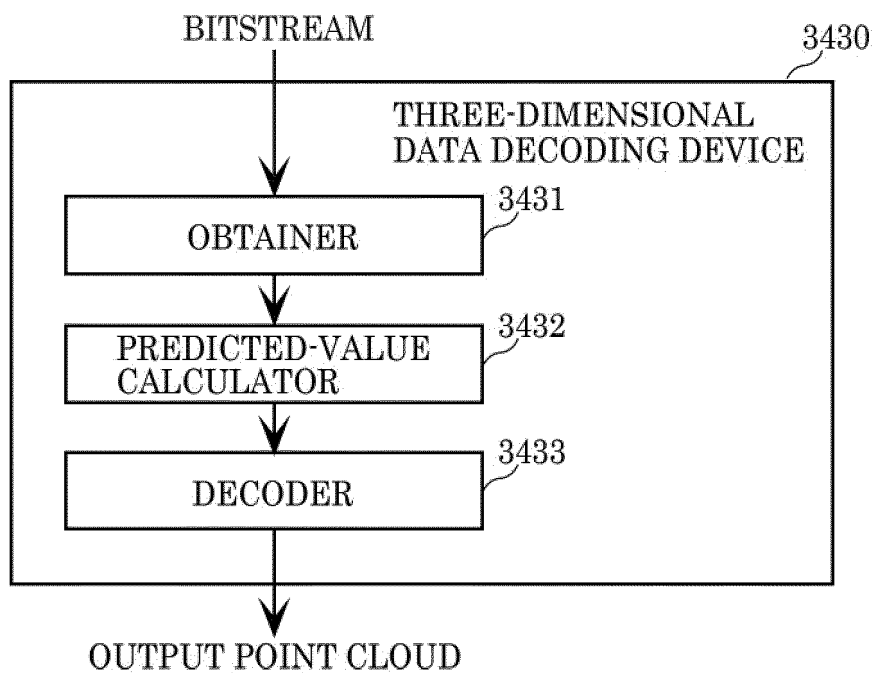 BITSTREAM
3430
THREE-DIMENSIONAL
DATA DECODING DEVICE
3431
OBTAINER
3432
PREDICTED-VALUE
CALCULATOR
3433
DECODER
OUTPUT POINT CLOUD